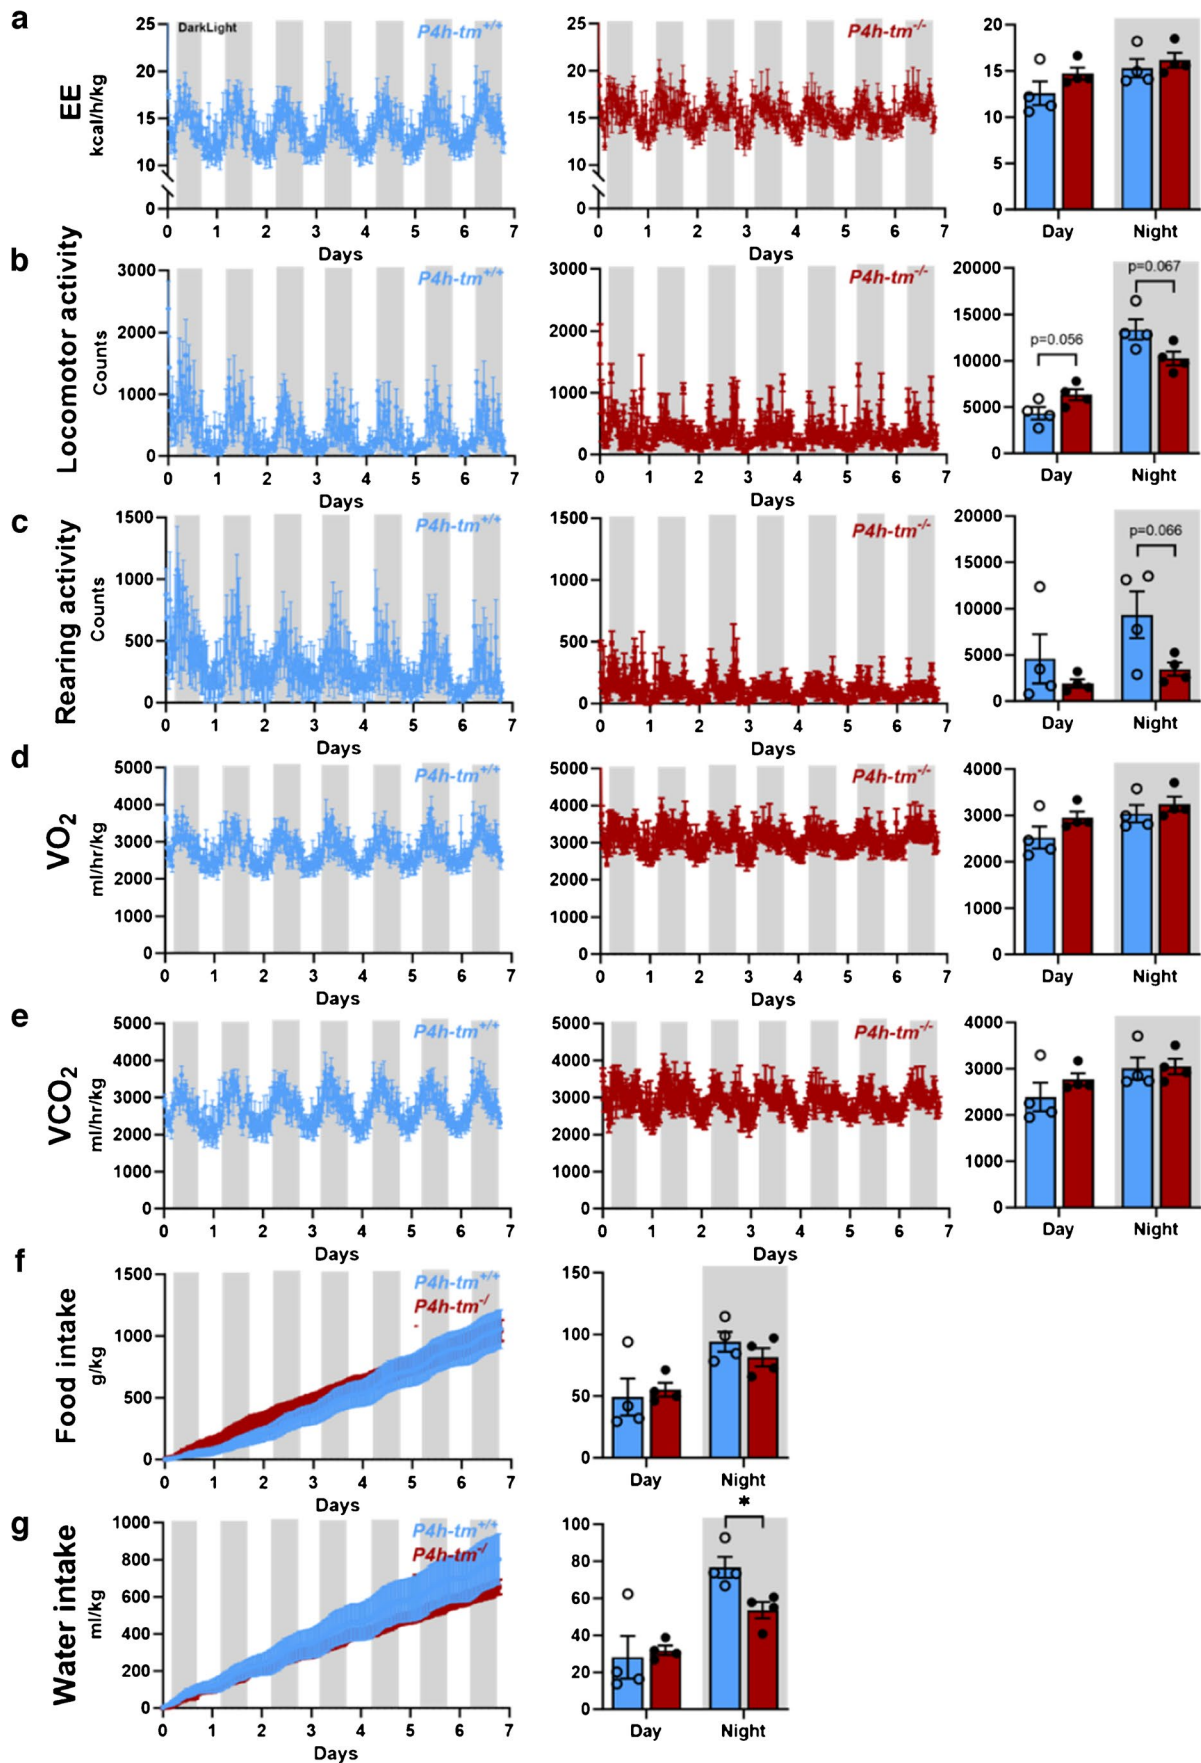 a
EE
kcal/h/kg
25
20
15
10
0
DarkLight
P4h-tm+/+
0 1 2 3 4 5 6 7
Days
25
20
15
10
0
P4h-tm-/-
0 1 2 3 4 5 6 7
Days
20
15
10
5
0
Day Night
b
Locomotor activity
Counts
3000
2000
1000
0
P4h-tm+/+
0 1 2 3 4 5 6 7
Days
3000
2000
1000
0
P4h-tm-/-
0 1 2 3 4 5 6 7
Days
20000
15000
10000
5000
0
p=0.056
p=0.067
Day Night
c
Rearing activity
Counts
1500
1000
500
0
P4h-tm+/+
0 1 2 3 4 5 6 7
Days
1500
1000
500
0
P4h-tm-/-
0 1 2 3 4 5 6 7
Days
20000
15000
10000
5000
0
p=0.066
Day Night
d
VO2
ml/hr/kg
5000
4000
3000
2000
1000
0
P4h-tm+/+
0 1 2 3 4 5 6 7
Days
5000
4000
3000
2000
1000
0
P4h-tm-/-
0 1 2 3 4 5 6 7
Days
4000
3000
2000
1000
0
Day Night
e
VCO2
ml/hr/kg
5000
4000
3000
2000
1000
0
P4h-tm+/+
0 1 2 3 4 5 6 7
Days
5000
4000
3000
2000
1000
0
P4h-tm-/-
0 1 2 3 4 5 6 7
Days
4000
3000
2000
1000
0
Day Night
f
Food intake
g/kg
1500
1000
500
0
P4h-tm+/+
P4h-tm-/
-
0 1 2 3 4 5 6 7
Days
150
100
50
0
Day Night
g
Water intake
ml/kg
1000
800
600
400
200
0
P4h-tm+/+
P4h-tm-/
0 1 2 3 4 5 6 7
Days
100
80
60
40
20
0
*
Day Night